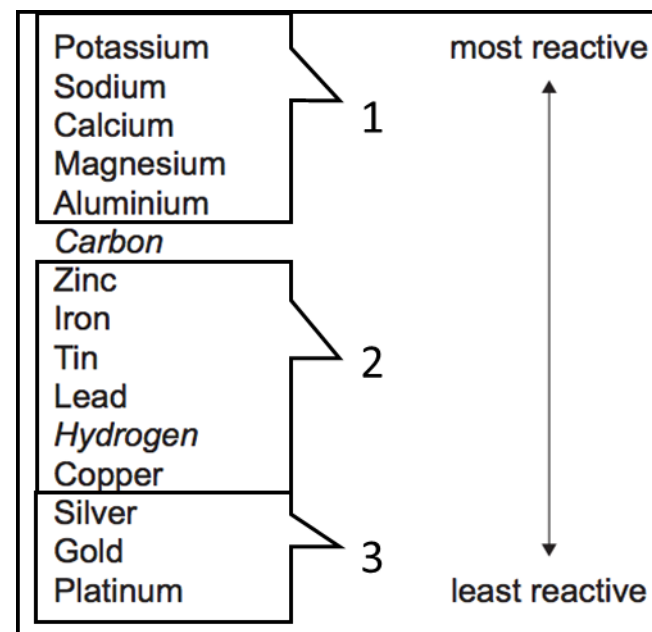 Potassium most reactive
Sodium
Calcium 1
Magnesium
Aluminium
Carbon
Zinc
Iron
Tin 2
Lead
Hydrogen
Copper
Silver
Gold 3
Platinum least reactive